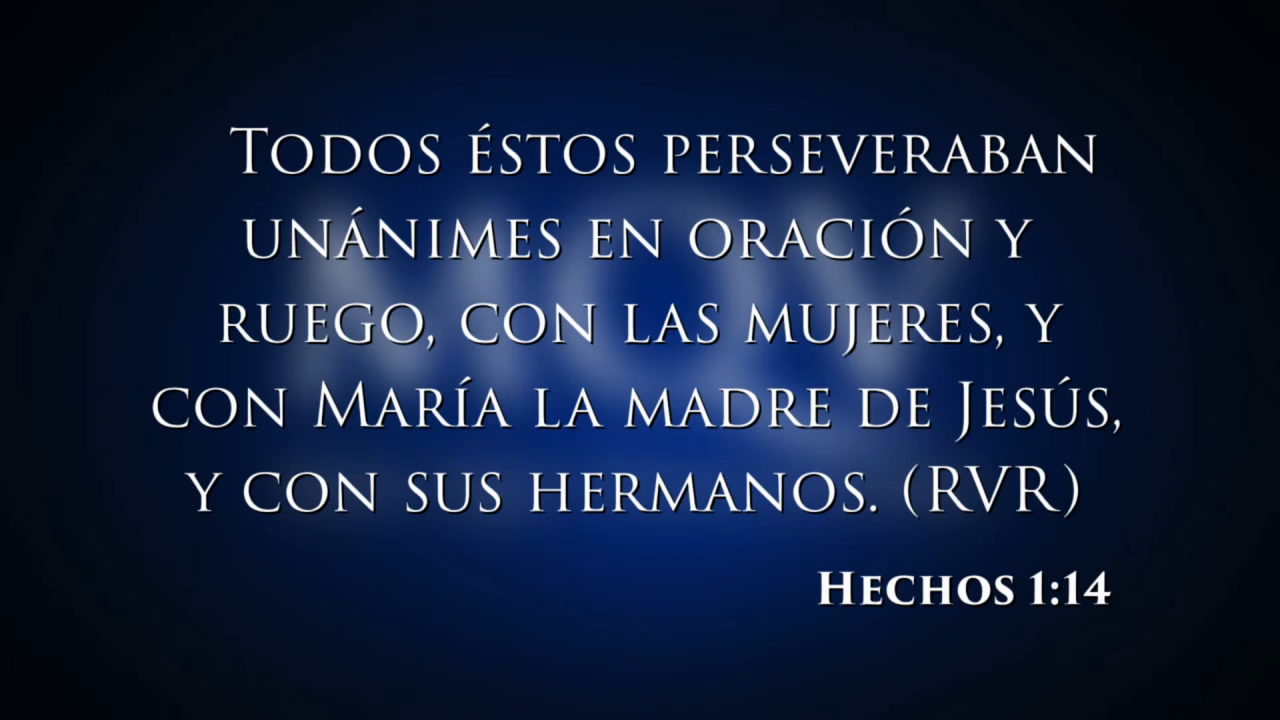 Todos éstos perseveraban
unánimes en oración y
ruego, con las mujeres, y
con María la madre de Jesús,
y con sus hermanos. (RVR)
Hechos 1:14